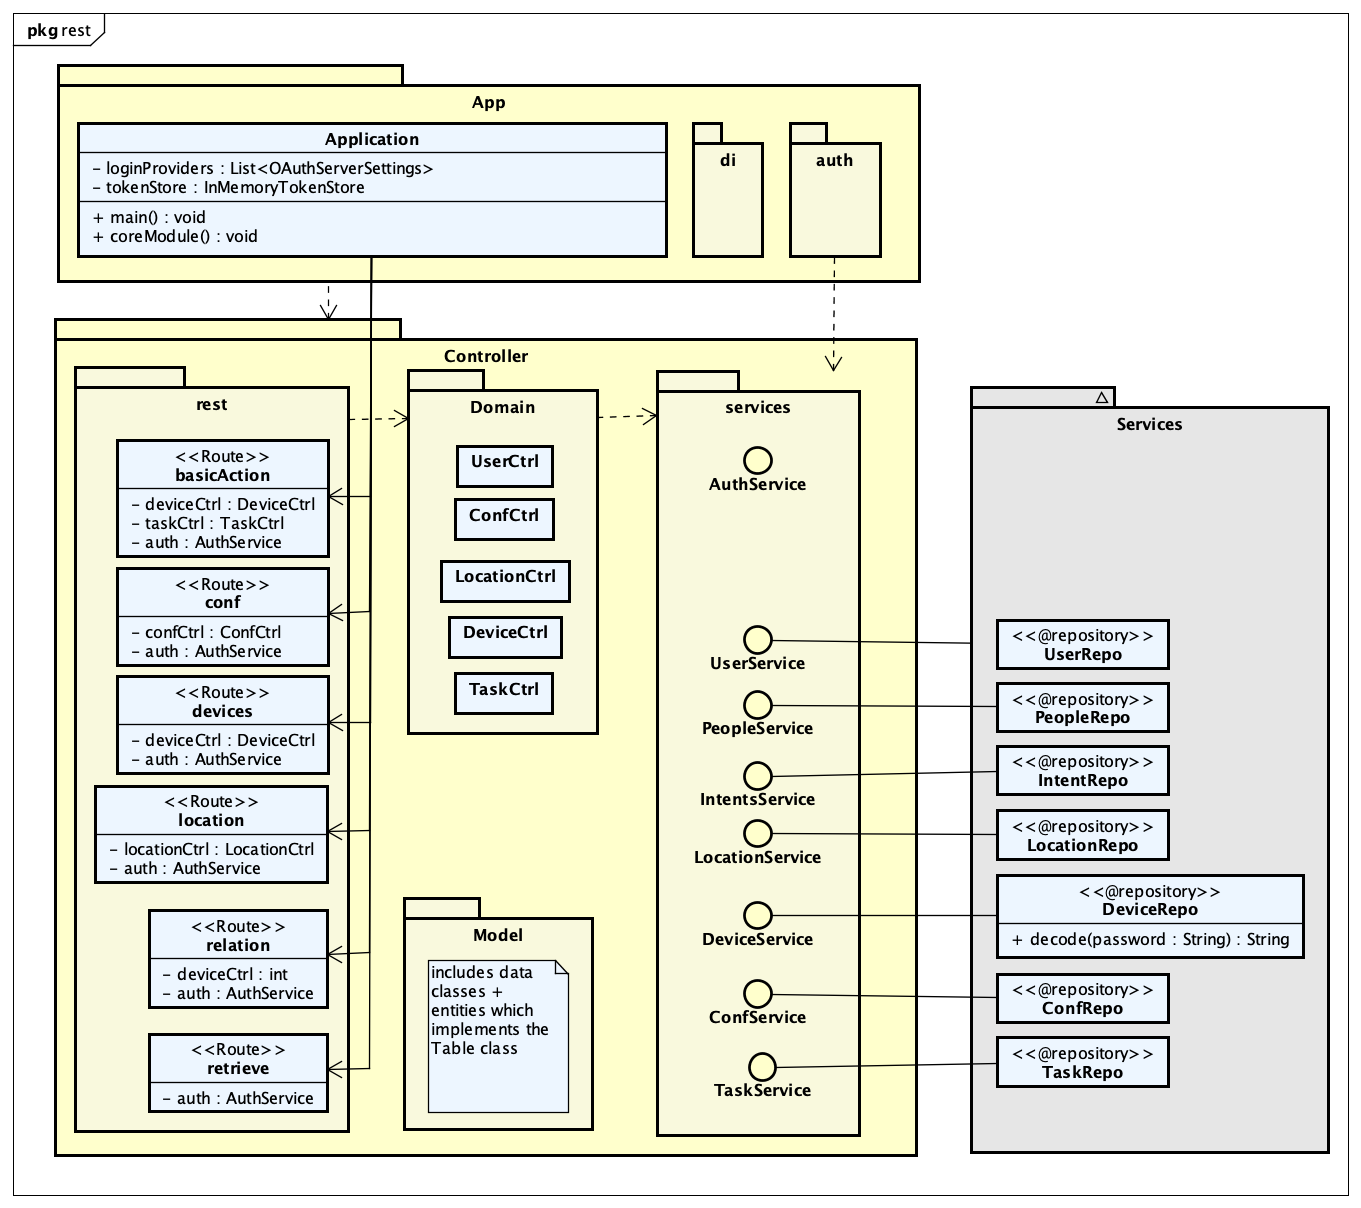 pkg rest
App
Application
- loginProviders : List<OAuthServerSettings>
- tokenStore : InMemoryTokenStore
+ main() : void
+ coreModule() : void
di
auth
Controller
rest
<<Route>>
basicAction
- deviceCtrl : DeviceCtrl
- taskCtrl : TaskCtrl
- auth : AuthService
<<Route>>
conf
- confCtrl : ConfCtrl
- auth : AuthService
<<Route>>
devices
- deviceCtrl : DeviceCtrl
- auth : AuthService
<<Route>>
location
- locationCtrl : LocationCtrl
- auth : AuthService
<<Route>>
relation
- deviceCtrl : int
- auth : AuthService
<<Route>>
retrieve
- auth : AuthService
Domain
UserCtrl
ConfCtrl
LocationCtrl
DeviceCtrl
TaskCtrl
Model
includes data
classes +
entities which
implements the
Table class
services
AuthService
UserService
PeopleService
IntentsService
LocationService
DeviceService
ConfService
TaskService
Services
<<@repository>>
UserRepo
<<@repository>>
PeopleRepo
<<@repository>>
IntentRepo
<<@repository>>
LocationRepo
<<@repository>>
DeviceRepo
+ decode(password : String) : String
<<@repository>>
ConfRepo
<<@repository>>
TaskRepo